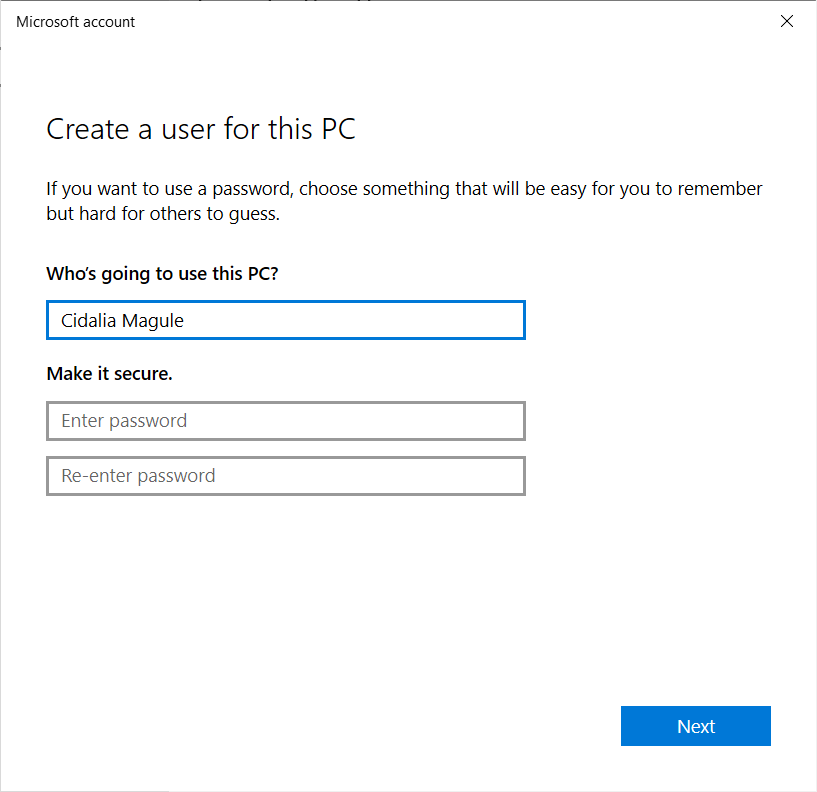 Microsoft account
Create a user for this PC
If you want to use a password, choose something that will be easy for you to remember
but hard for others to guess.
Who's going to use this PC?
Cidalia Magule
Make it secure.
Enter password
Re-enter password
Next